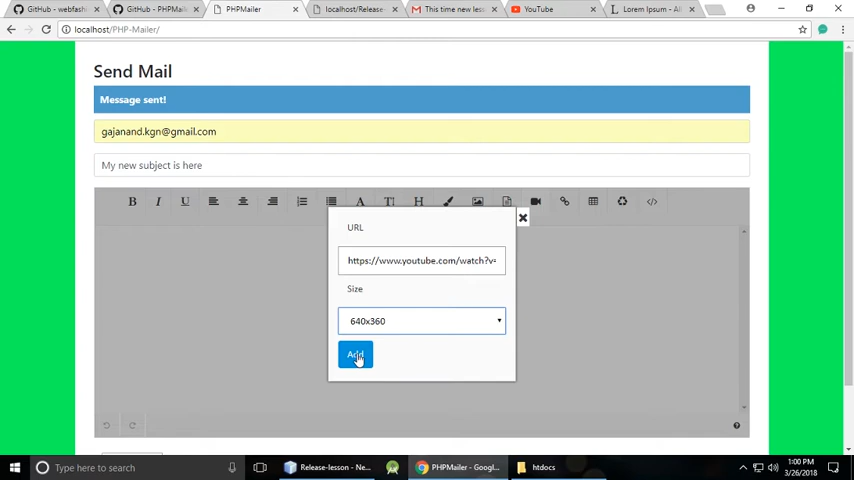 GitHub - webfash
GitHub - PHPMaile
PHPMailer
localhost/Release-
This time new les
YouTube
Lorem Ipsum - All
localhost/PHP-Mailer/
Send Mail
Message sent!
gajanand.kgn@gmail.com
My new subject is here
B I U A T H </>
URL
https://www.youtube.com/watch?v=
Size
640x360
Add
Type here to search
Release-lesson - Ne...
PHPMailer - Googl...
htdocs
1:00 PM
3/26/2018